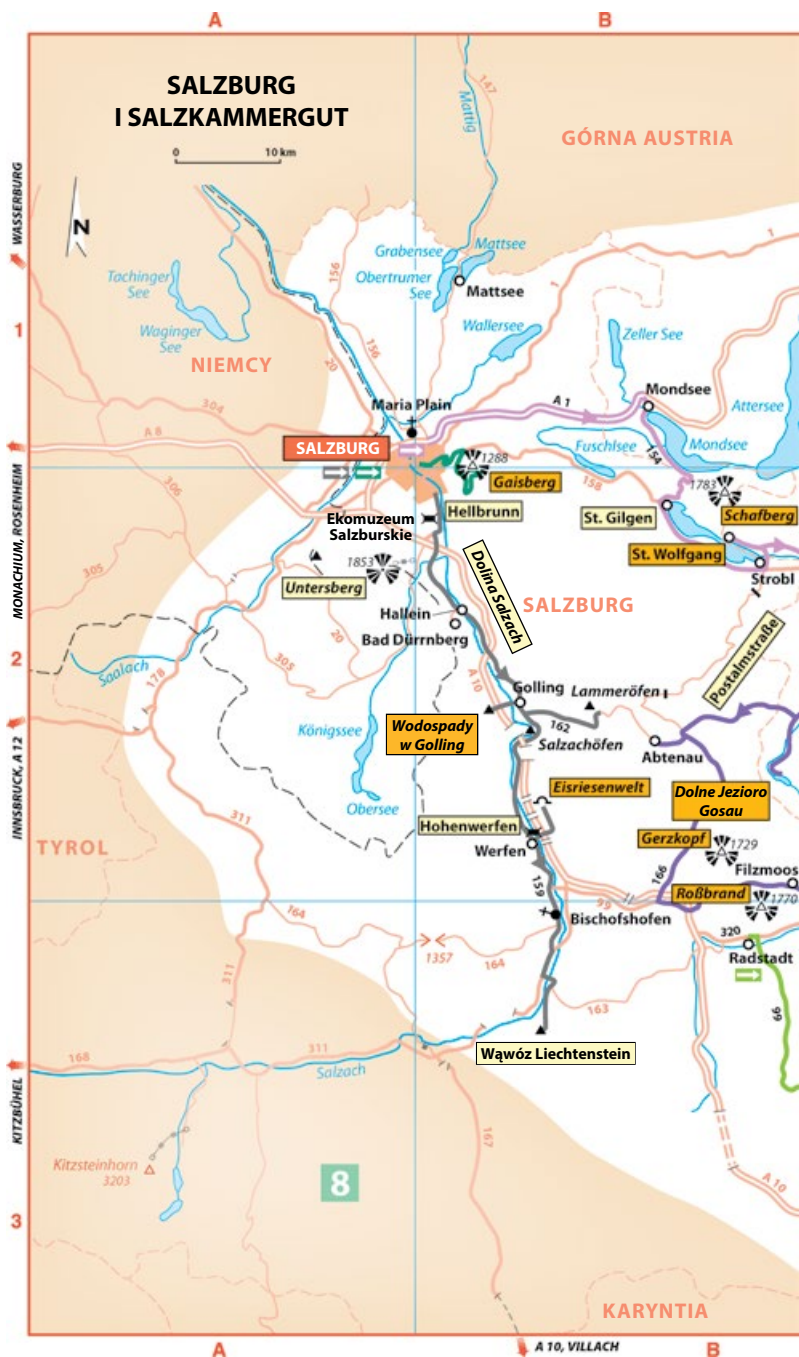 A
B
SALZBURG
I SALZKAMMERGUT
0
10 km
147
Mattig
GÓRNA AUSTRIA
WASSERBURG
N
Grabensee
Mattsee
156
Tachinger
See
Obertrumer
See
Mattsee
1
1
1
Waginger
See
Wallersee
Zeller See
156
20
NIEMCY
Mondsee
Attersee
304
Maria Plain
A 1
A 8
SALZBURG
Fuschlsee
Mondsee
154
1288
158
1783
MONACHIUM, ROSENHEIM
306
Gaisberg
Schafberg
Hellbrunn
St. Gilgen
Ekomuzeum
Salzburskie
St. Wolfgang
1853
305
Untersberg
Dolina Salzach
Strobl
SALZBURG
Hallein
20
Bad Dürrnberg
2
2
305
Saalach
178
A 10
Postalmstraße
Golling
Lammeröfen
Königssee
Wodospady
w Golling
162
Salzachöfen
Abtenau
INNSBRUCK, A 12
Eisriesenwelt
Dolne Jezioro
Gosau
Obersee
311
Hohenwerfen
Gerzkopf
1729
TYROL
Werfen
Filzmoos
159
166
Roßbrand
1770
99
164
Bischofshofen
320
1357
164
Radstadt
311
163
99
Wąwóz Liechtenstein
168
311
Salzach
KITZBÜHEL
167
Kitzsteinhorn
3203
8
A 10
3
3
KARYNTIA
A
A 10, VILLACH
B